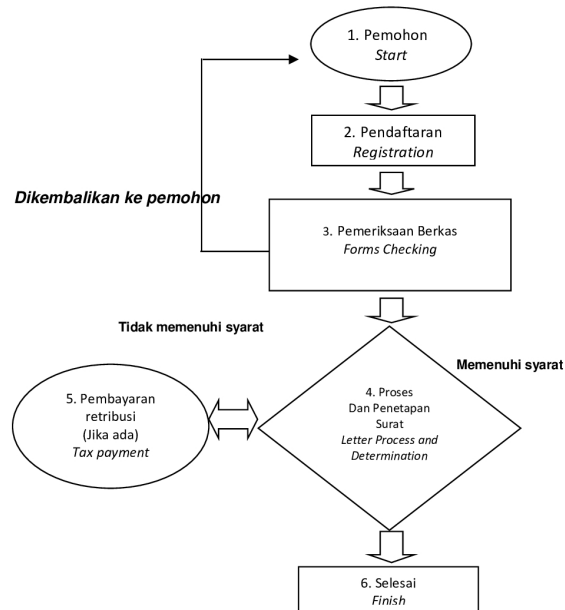 1. Pemohon
Start
2. Pendaftaran
Registration
Dikembalikan ke pemohon
3. Pemeriksaan Berkas
Forms Checking
Tidak memenuhi syarat
Memenuhi syarat
5. Pembayaran
retribusi
(Jika ada)
Tax payment
4. Proses
Dan Penetapan
Surat
Letter Process and
Determination
6. Selesai
Finish